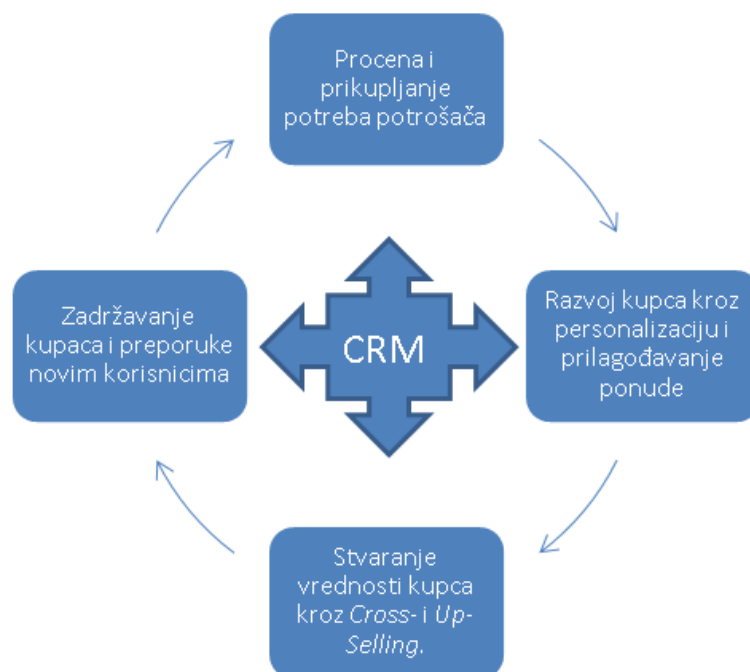 Procena i
prikupljanje
potreba potrošača
Zadržavanje
kupaca i preporuke
novim korisnicima
CRM
Razvoj kupca kroz
personalizaciju i
prilagođavanje
ponude
Stvaranje
vrednosti kupca
kroz Cross- i Up-
Selling.